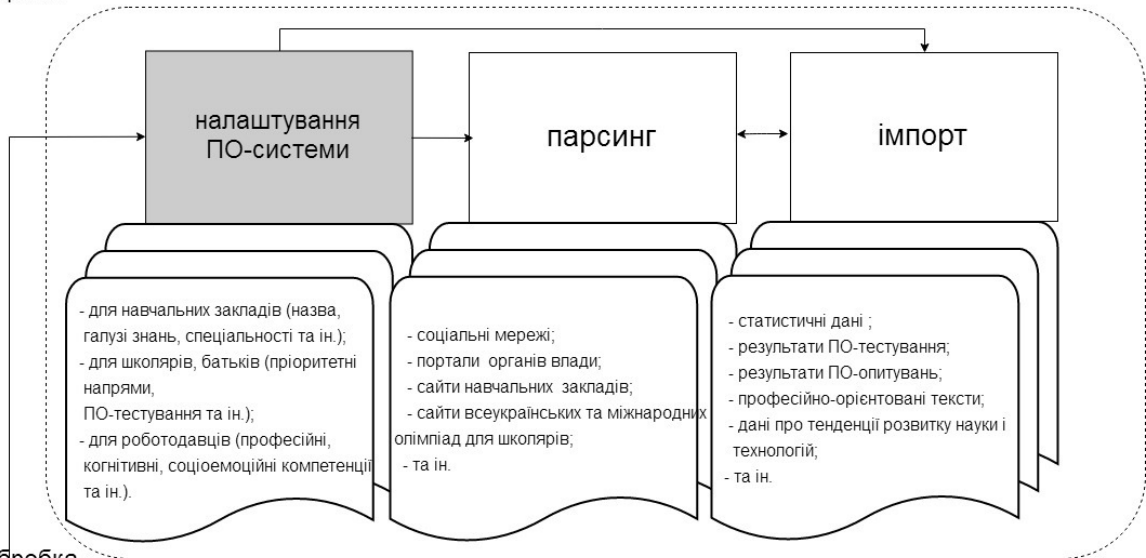 налаштування
ПО-системи
парсинг
імпорт
- для навчальних закладів (назва,
галузі знань, спеціальності та ін.);
- для школярів, батьків (пріоритетні
напрями,
ПО-тестування та ін.);
- для роботодавців (професійні,
когнітивні, соціоемоційні компетенції
та ін.).
- соціальні мережі;
- портали органів влади;
- сайти навчальних закладів;
- сайти всеукраїнських та міжнародних
олімпіад для школярів;
- та ін.
- статистичні дані ;
- результати ПО-тестування;
- результати ПО-опитувань;
- професійно-орієнтовані тексти;
- дані про тенденції розвитку науки і
технологій;
- та ін.